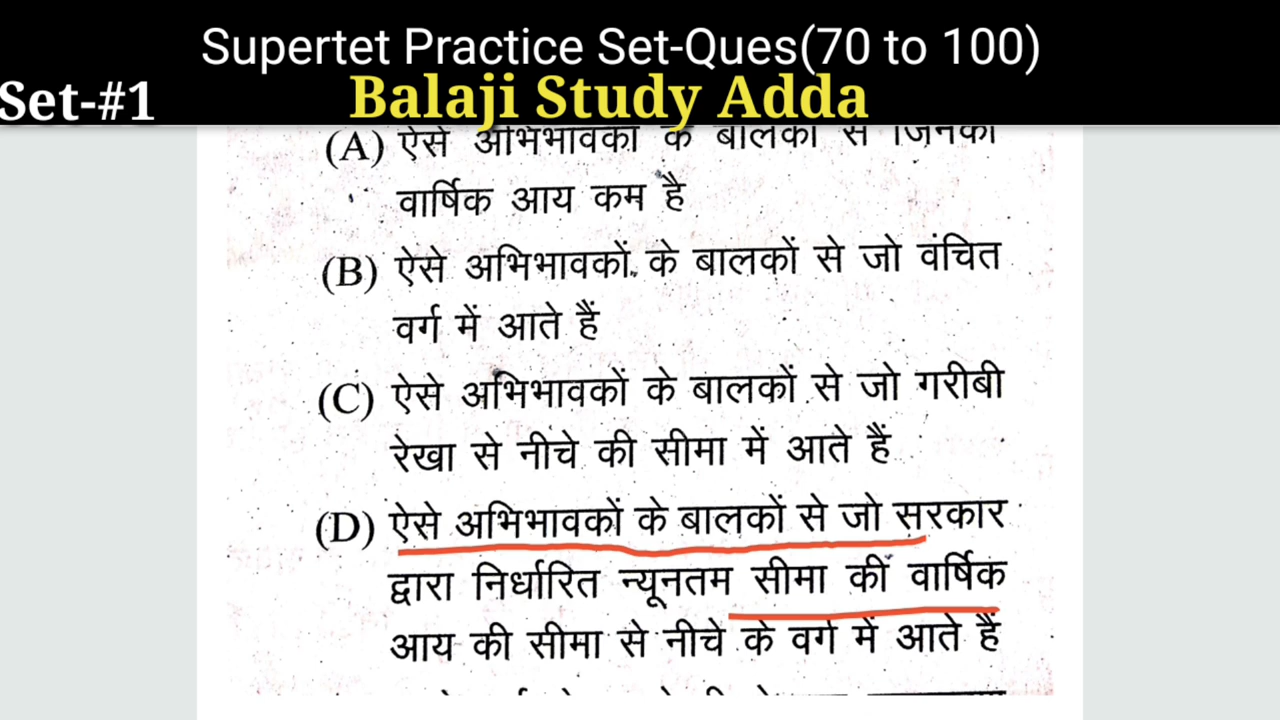 Supertet Practice Set-Ques(70 to 100)
Set-#1
Balaji Study Adda
(A) ऐसे अभिभावकों के बालकों से जिनकी
वार्षिक आय कम है
(B) ऐसे अभिभावकों के बालकों से जो वंचित
वर्ग में आते हैं
(C) ऐसे अभिभावकों के बालकों से जो गरीबी
रेखा से नीचे की सीमा में आते हैं
(D) ऐसे अभिभावकों के बालकों से जो सरकार
द्वारा निर्धारित न्यूनतम सीमा की वार्षिक
आय की सीमा से नीचे के वर्ग में आते हैं